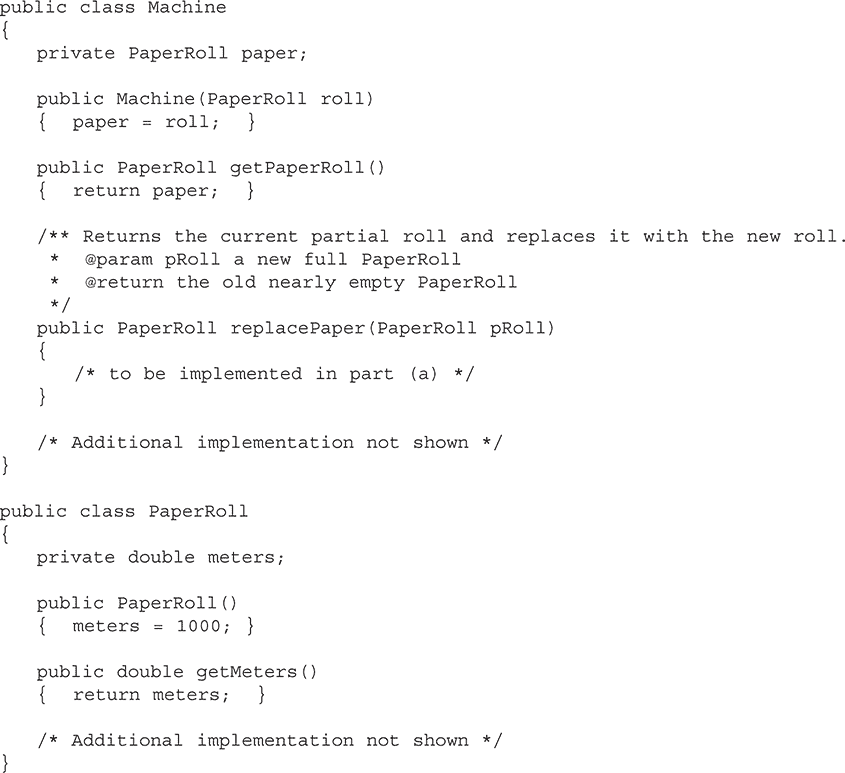 public class Machine
{
private PaperRoll paper;
public Machine(PaperRoll roll)
{ paper = roll; }
public PaperRoll getPaperRoll()
{ return paper; }
/** Returns the current partial roll and replaces it with the new roll.
* @param pRoll a new full PaperRoll
* @return the old nearly empty PaperRoll
*/
public PaperRoll replacePaper(PaperRoll pRoll)
{
/* to be implemented in part (a) */
}
/* Additional implementation not shown */
}
public class PaperRoll
{
private double meters;
public PaperRoll()
{ meters = 1000; }
public double getMeters()
{ return meters; }
/* Additional implementation not shown */
}